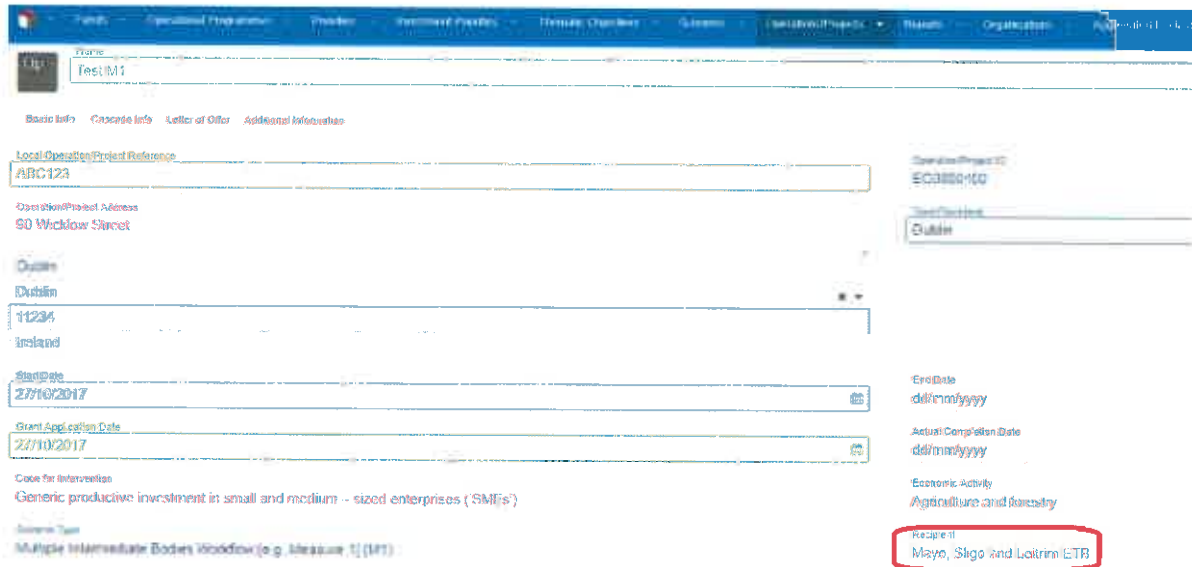 Funds Operational Programmes Priorities Investment Priorities Thematic Objectives Schemes Operations/Projects Reports Organisations
Name
Test M1
Basic Info Cascade Info Letter of Offer Additional Information
Local Operation/Project Reference
ABC123
Operation/Project ID
Operation/Project Address
90 Wicklow Street
Dublin
Dublin
Dublin
11234
Ireland
Start Date
27/10/2017
End Date
dd/mm/yyyy
Grant Application Date
27/10/2017
Actual Completion Date
dd/mm/yyyy
Code for Intervention
Generic productive investment in small and medium – sized enterprises ('SMEs')
Economic Activity
Agriculture and forestry
Scheme Type
Multiple Intermediate Bodies Workflow [e.g. Measure 1] (M1)
Recipient
Mayo, Sligo and Leitrim ETB